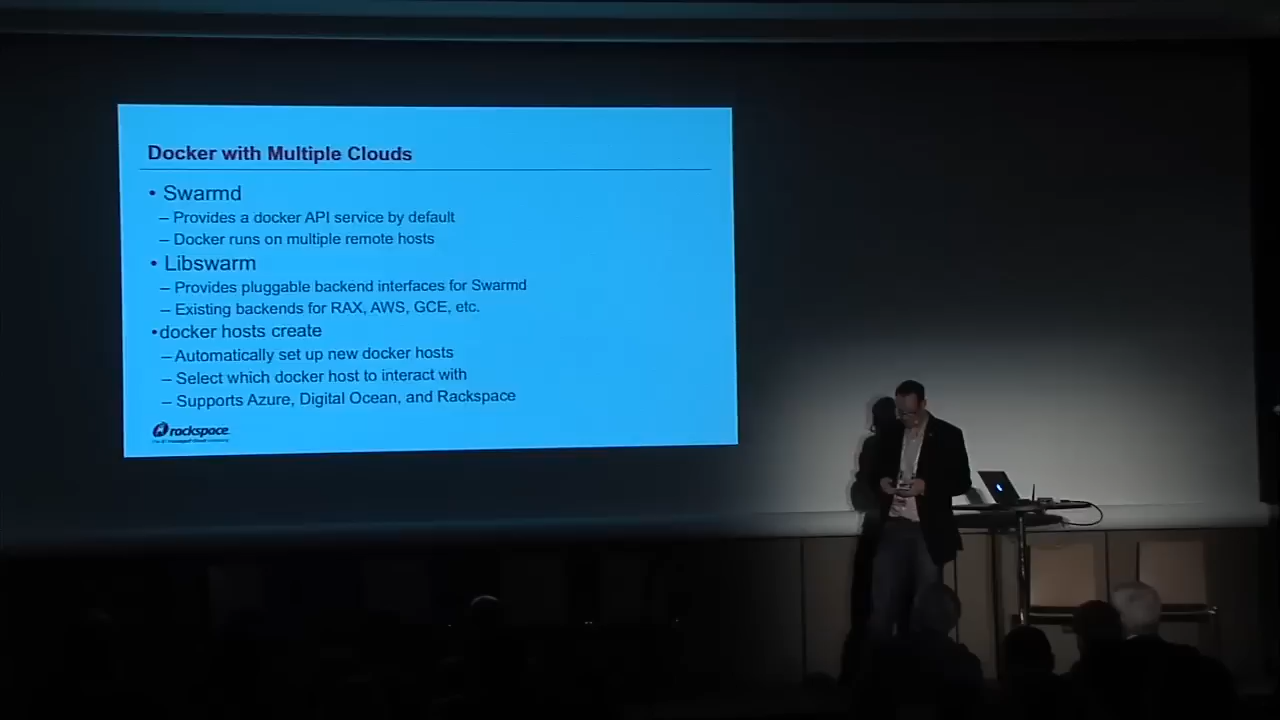 Docker with Multiple Clouds
• Swarmd
– Provides a docker API service by default
– Docker runs on multiple remote hosts
• Libswarm
– Provides pluggable backend interfaces for Swarmd
– Existing backends for RAX, AWS, GCE, etc.
• docker hosts create
– Automatically set up new docker hosts
– Select which docker host to interact with
– Supports Azure, Digital Ocean, and Rackspace
rackspace